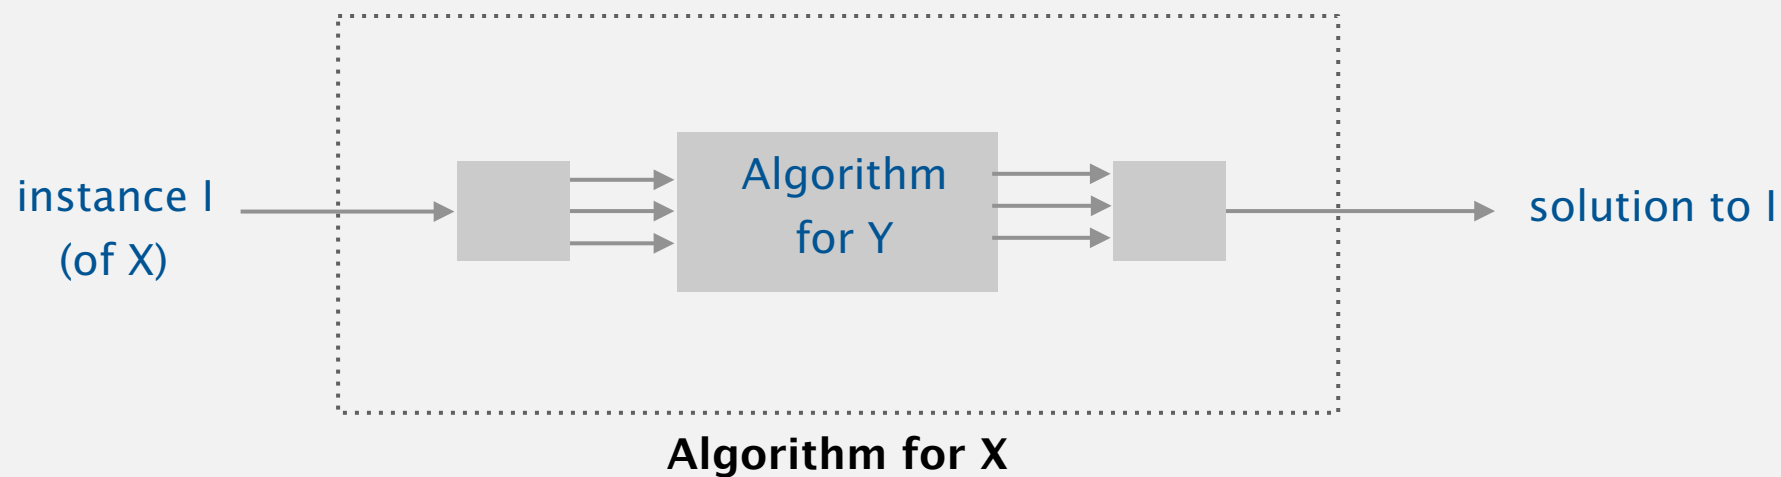 instance I
(of X)
Algorithm
for Y
solution to I
Algorithm for X